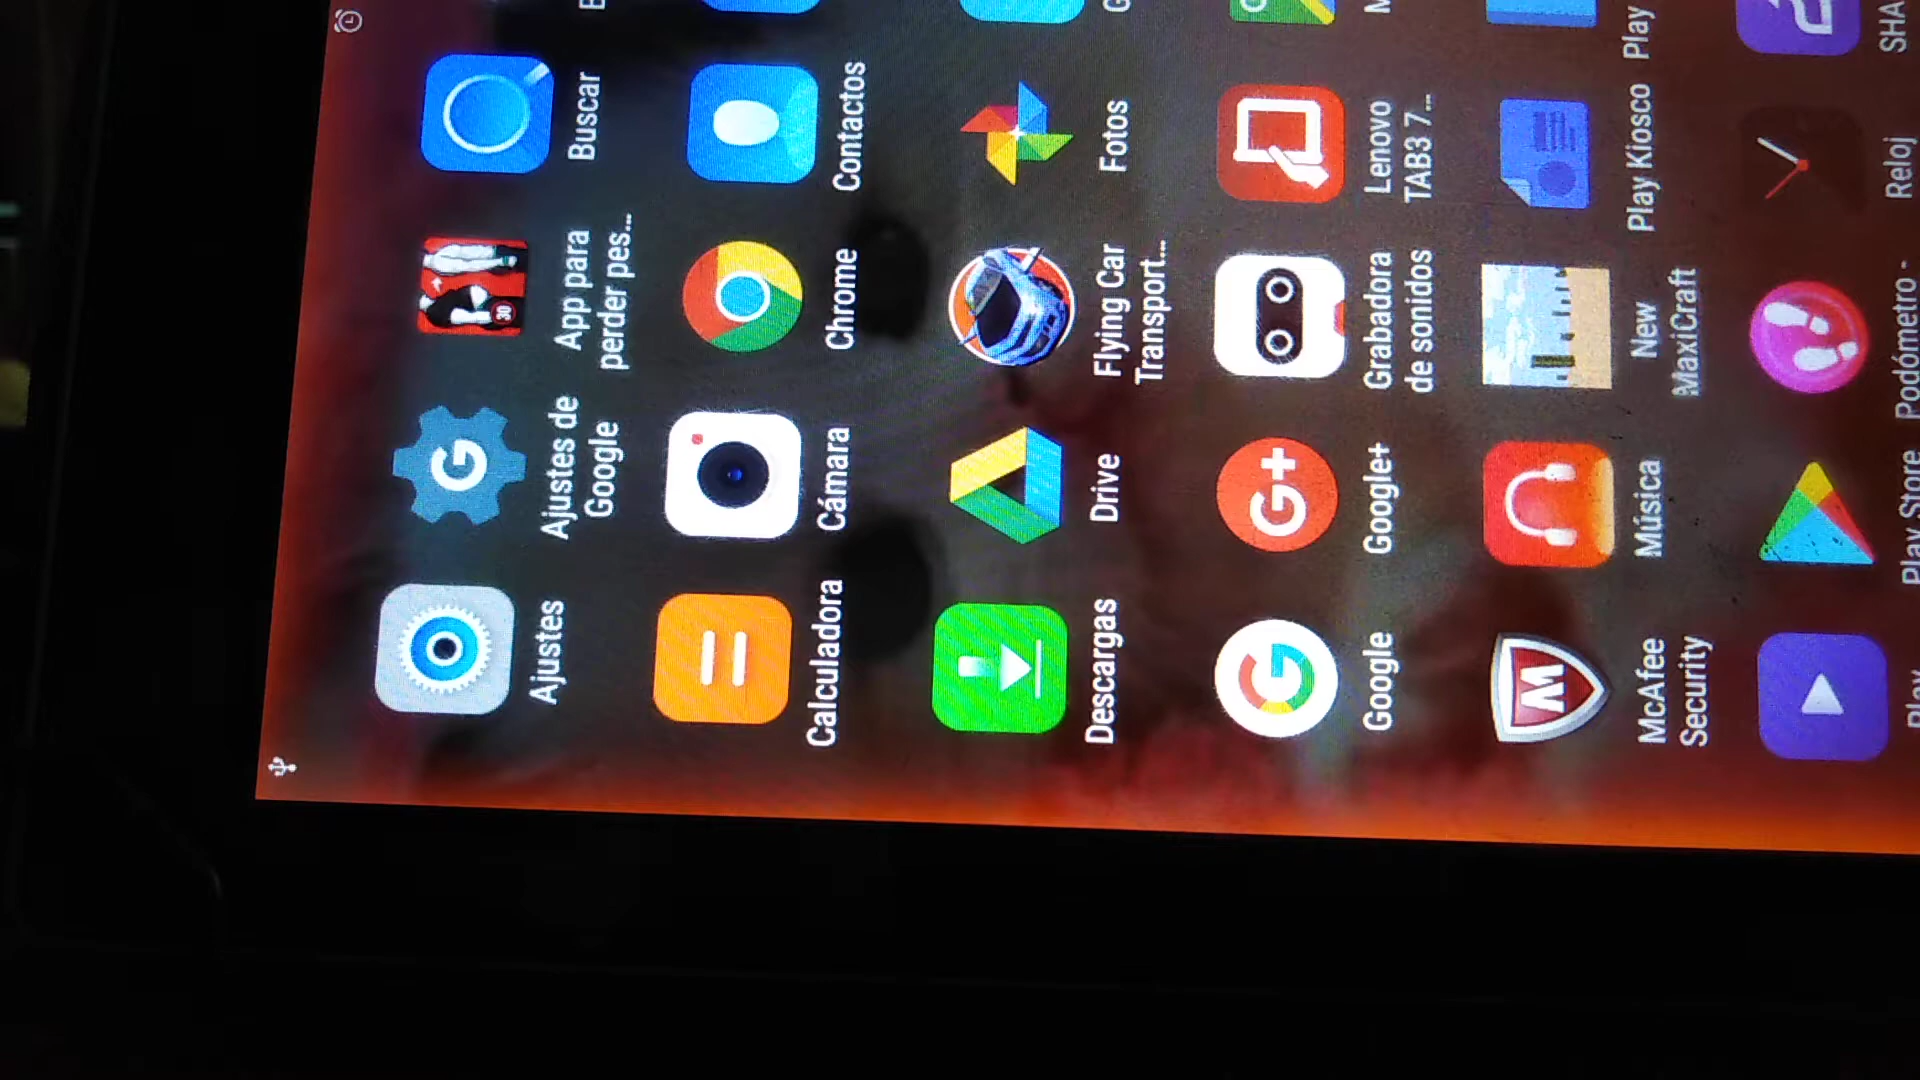 Ajustes
Ajustes de
Google
App para
perder pes...
Buscar
Calculadora
Cámara
Chrome
Contactos
Descargas
Drive
Flying Car
Transport...
Fotos
Google
Google+
Grabadora
de sonidos
Lenovo
TAB3 7...
McAfee
Security
Música
New
MaxiCraft
Play Kiosco
Play
Play
Play Store
Podómetro -
Reloj
SHA